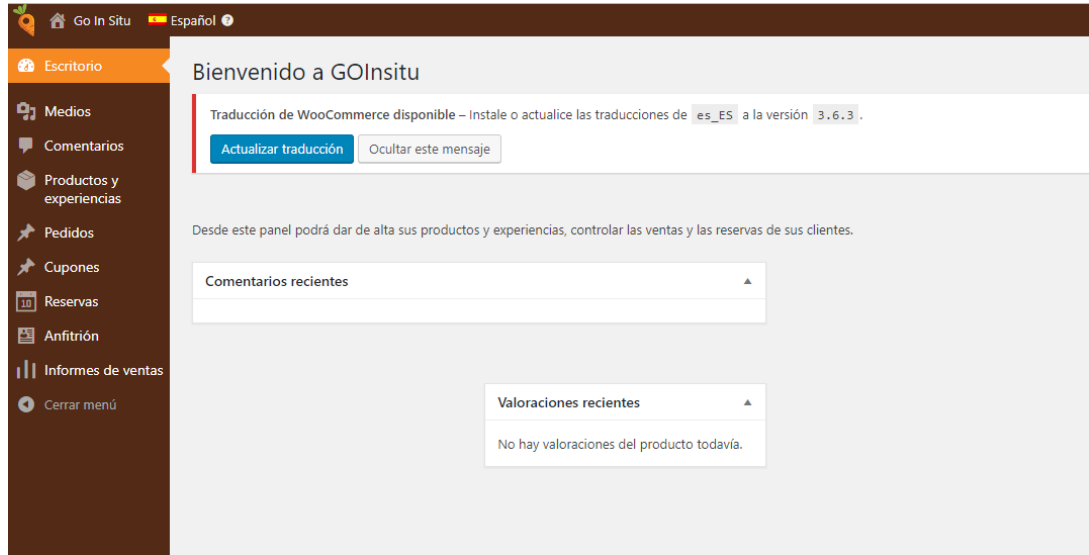 Go In Situ Español ?
Escritorio
Medios
Comentarios
Productos y
experiencias
Pedidos
Cupones
10 Reservas
Anfitrión
Informes de ventas
Cerrar menú
Bienvenido a GOInsitu
Traducción de WooCommerce disponible – Instale o actualice las traducciones de es_ES a la versión 3.6.3.
Actualizar traducción Ocultar este mensaje
Desde este panel podrá dar de alta sus productos y experiencias, controlar las ventas y las reservas de sus clientes.
Comentarios recientes
Valoraciones recientes
No hay valoraciones del producto todavía.